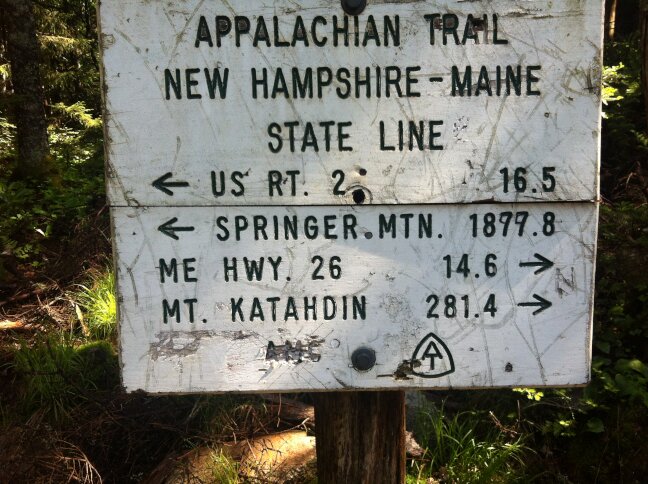 APPALACHIAN TRAIL
NEW HAMPSHIRE-MAINE
STATE LINE
← US RT. 2 16.5
← SPRINGER MTN. 1877.8
ME HWY. 26 14.6 →
MT. KATAHDIN 281.4 →
AMC